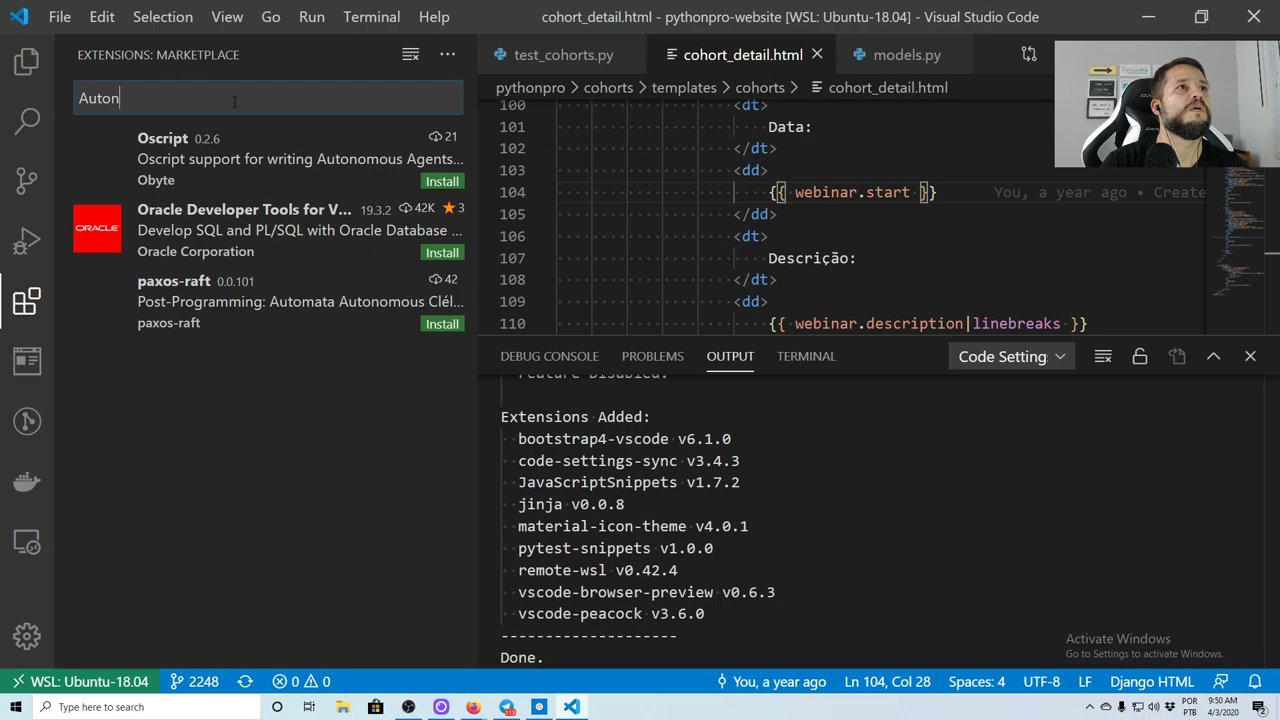 File Edit Selection View Go Run Terminal Help cohort_detail.html - pythonpro-website [WSL: Ubuntu-18.04] - Visual Studio Code
EXTENSIONS: MARKETPLACE
Auton
Oscript 0.2.6 21
Oscript support for writing Autonomous Agents...
Obyte Install
ORACLE
Oracle Developer Tools for V... 19.3.2 42K 3
Develop SQL and PL/SQL with Oracle Database ...
Oracle Corporation Install
paxos-raft 0.0.101 42
Post-Programming: Automata Autonomous Clél...
paxos-raft Install
test_cohorts.py cohort_detail.html models.py
pythonpro > cohorts > templates > cohorts > cohort_detail.html
100 <dt>
101 Data:
102 </dt>
103 <dd>
104 {{ webinar.start }} You, a year ago • Create
105 </dd>
106 <dt>
107 Descrição:
108 </dt>
109 <dd>
110 {{ webinar.description|linebreaks }}
DEBUG CONSOLE PROBLEMS OUTPUT TERMINAL Code Setting
Feature Disabled.
Extensions Added:
bootstrap4-vscode v6.1.0
code-settings-sync v3.4.3
JavaScriptSnippets v1.7.2
jinja v0.0.8
material-icon-theme v4.0.1
pytest-snippets v1.0.0
remote-wsl v0.42.4
vscode-browser-preview v0.6.3
vscode-peacock v3.6.0
--------------------
Done.
Activate Windows
Go to Settings to activate Windows.
WSL: Ubuntu-18.04 2248 0 0 You, a year ago Ln 104, Col 28 Spaces: 4 UTF-8 LF Django HTML
Type here to search POR 9:50 AM
PTB 4/3/2020 2